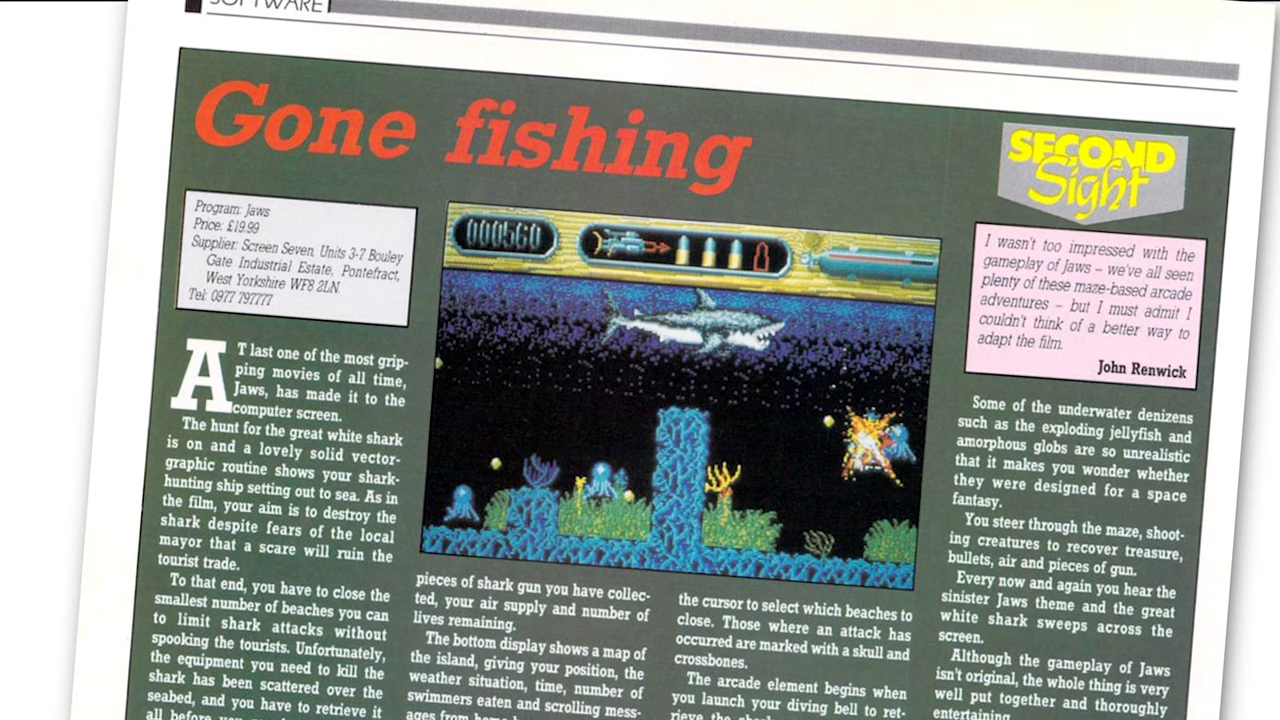 SOFTWARE
Gone fishing
Program: Jaws
Price: £19.99
Supplier: Screen Seven, Units 3-7 Bouley
Gate Industrial Estate, Pontefract,
West Yorkshire WF8 2LN.
Tel: 0977 797777
AT last one of the most grip-
ping movies of all time,
Jaws, has made it to the
computer screen.
The hunt for the great white shark
is on and a lovely solid vector-
graphic routine shows your shark-
hunting ship setting out to sea. As in
the film, your aim is to destroy the
shark despite fears of the local
mayor that a scare will ruin the
tourist trade.
To that end, you have to close the
smallest number of beaches you can
to limit shark attacks without
spooking the tourists. Unfortunately,
the equipment you need to kill the
shark has been scattered over the
seabed, and you have to retrieve it
all before you
000560
pieces of shark gun you have collec-
ted, your air supply and number of
lives remaining.
The bottom display shows a map of
the island, giving your position, the
weather situation, time, number of
swimmers eaten and scrolling mess-
ages from
the cursor to select which beaches to
close. Those where an attack has
occurred are marked with a skull and
crossbones.
The arcade element begins when
you launch your diving bell to ret-
rieve the
SECOND
Sight
I wasn't too impressed with the
gameplay of Jaws – we've all seen
plenty of these maze-based arcade
adventures – but I must admit I
couldn't think of a better way to
adapt the film.
John Renwick
Some of the underwater denizens
such as the exploding jellyfish and
amorphous globs are so unrealistic
that it makes you wonder whether
they were designed for a space
fantasy.
You steer through the maze, shoot-
ing creatures to recover treasure,
bullets, air and pieces of gun.
Every now and again you hear the
sinister Jaws theme and the great
white shark sweeps across the
screen.
Although the gameplay of Jaws
isn't original, the whole thing is very
well put together and thoroughly
entertaining.